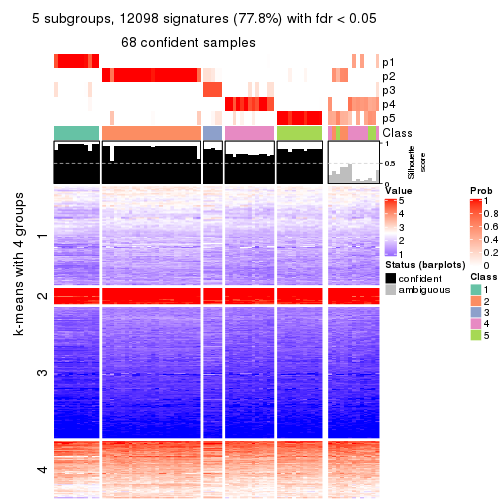 5 subgroups, 12098 signatures (77.8%) with fdr < 0.05
68 confident samples
p1
p2
p3
p4
p5
Class
1
0.5
0
Silhouette
score
k-means with 4 groups
1
2
3
4
Value
5
4
3
2
1
Status (barplots)
confident
ambiguous
Prob
1
0.8
0.6
0.4
0.2
0
Class
1
2
3
4
5